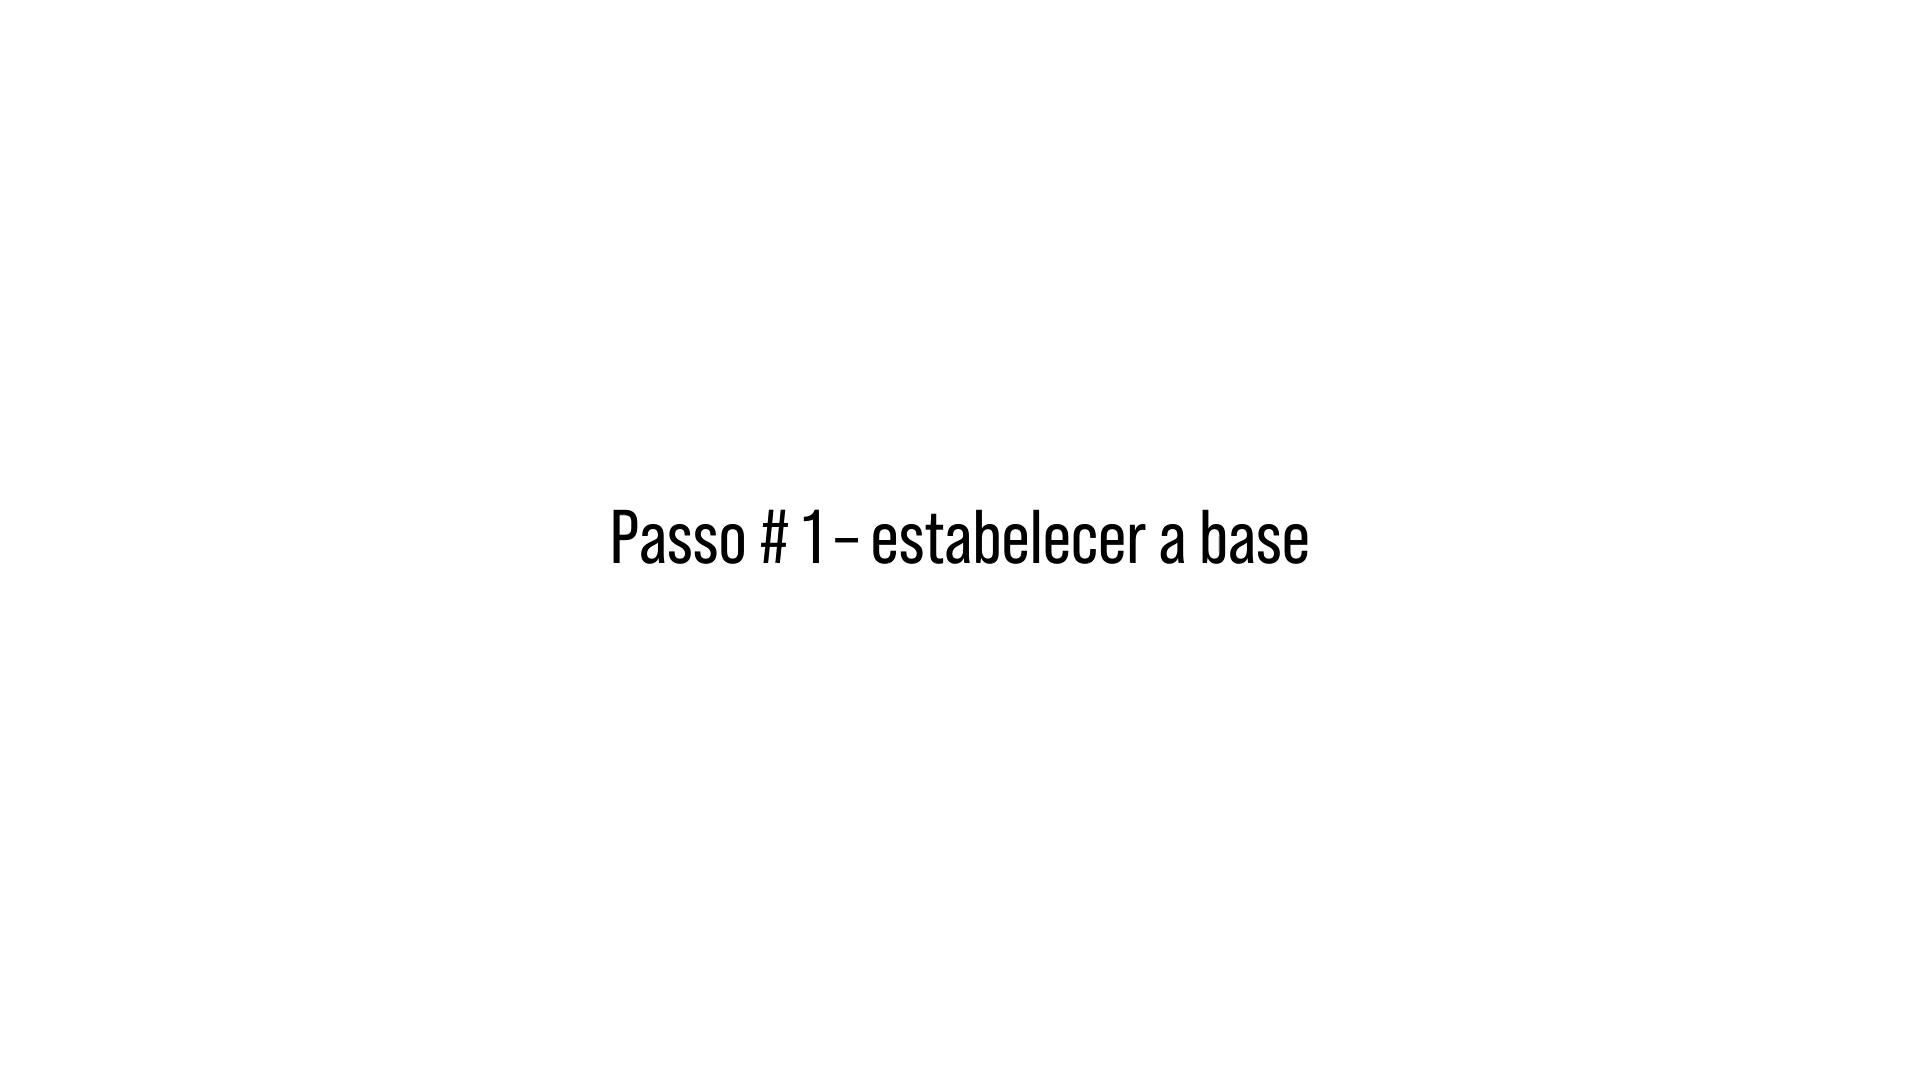 Passo # 1 – estabelecer a base